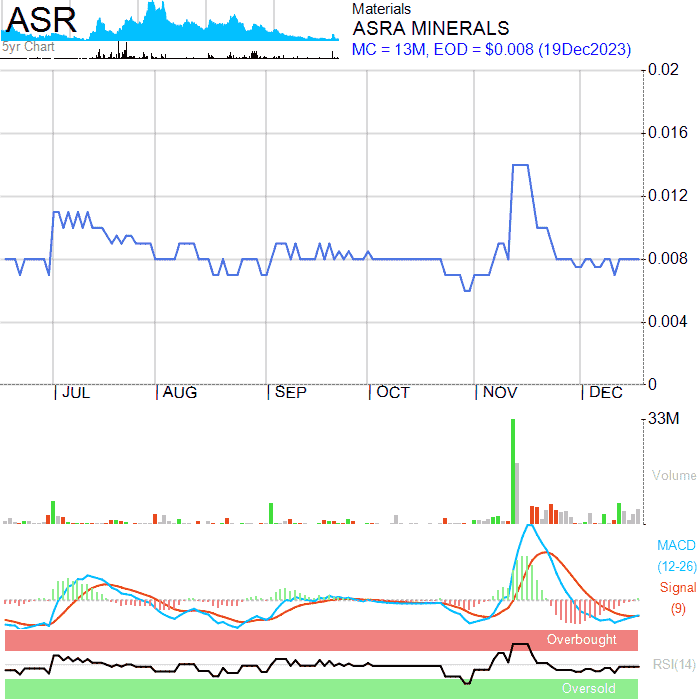 ASR
5yr Chart
Materials
ASRA MINERALS
MC = 13M, EOD = $0.008 (19Dec2023)
0.02
0.016
0.012
0.008
0.004
0
JUL
AUG
SEP
OCT
NOV
DEC
33M
Volume
MACD
(12-26)
Signal
(9)
Overbought
RSI(14)
Oversold